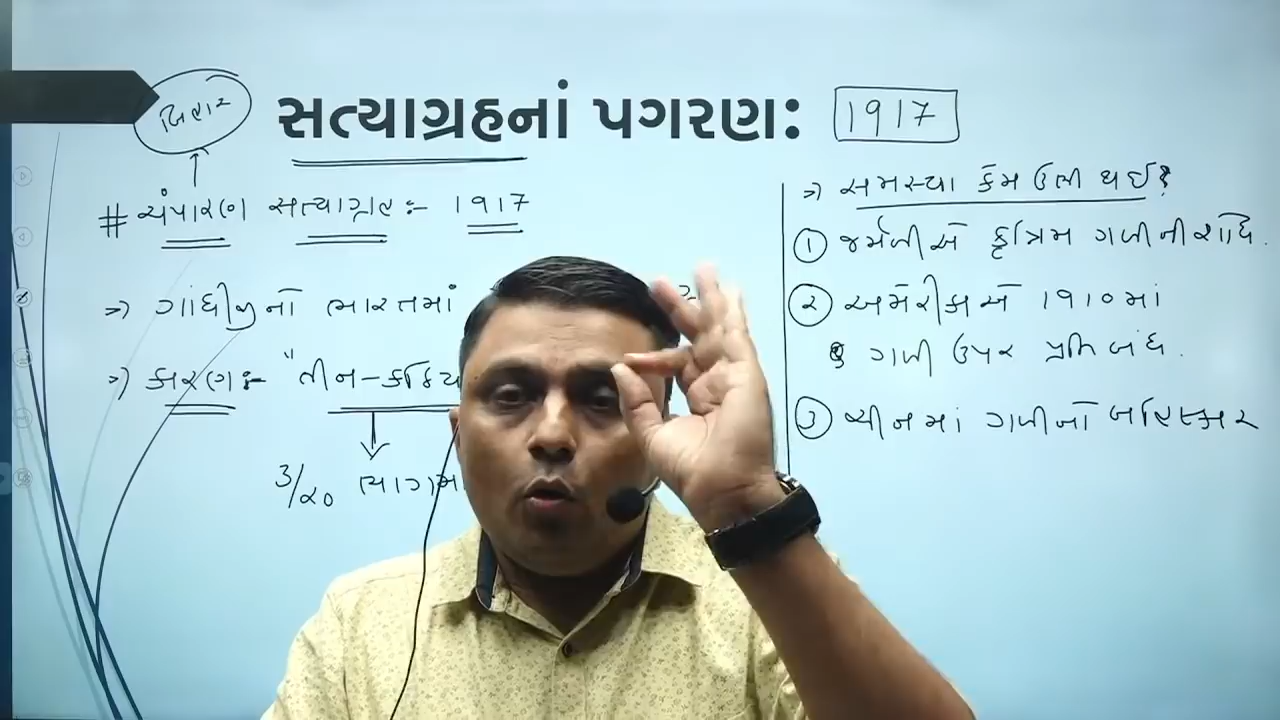 બિહાર
સત્યાગ્રહનાં પગરણ: 1917
# ચંપારણ સત્યાગ્રહ:- 1917
⇒ ગાંધીજીનો ભારતમાં
⇒ કારણ:- "તીન-કઠિય
3/૨૦ ભાગમ
⇒ સમસ્યા કેમ ઉભી થઈ?
① જર્મનીએ કૃત્રિમ ગળીની શોધ.
② અમેરીકાએ 1910માં
ગળી ઉપર પ્રતિબંધ.
③ ચીનમાં ગળીનો બહિષ્કાર